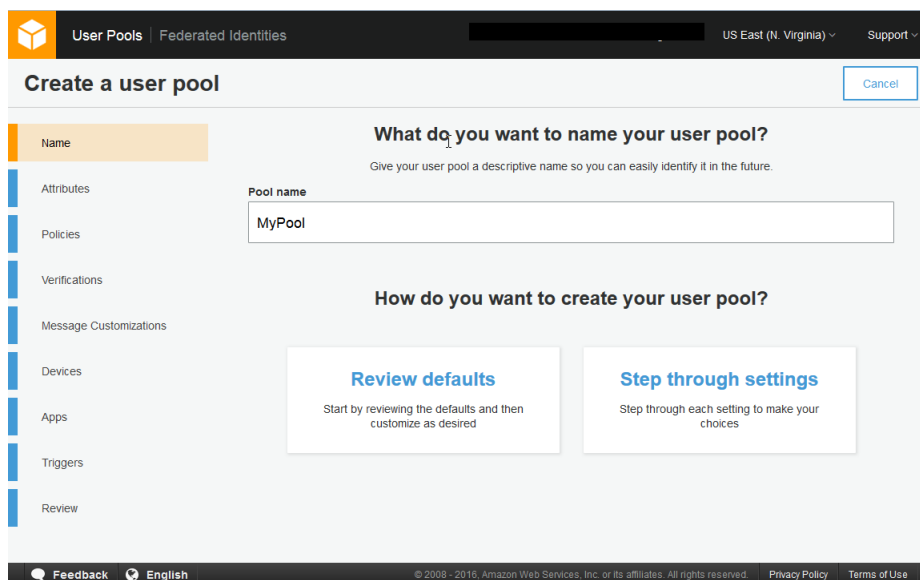 User Pools | Federated Identities
US East (N. Virginia)
Support
Create a user pool
Cancel
Name
Attributes
Policies
Verifications
Message Customizations
Devices
Apps
Triggers
Review
What do you want to name your user pool?
Give your user pool a descriptive name so you can easily identify it in the future.
Pool name
MyPool
How do you want to create your user pool?
Review defaults
Start by reviewing the defaults and then
customize as desired
Step through settings
Step through each setting to make your
choices
Feedback
English
© 2008 - 2016, Amazon Web Services, Inc. or its affiliates. All rights reserved.
Privacy Policy
Terms of Use